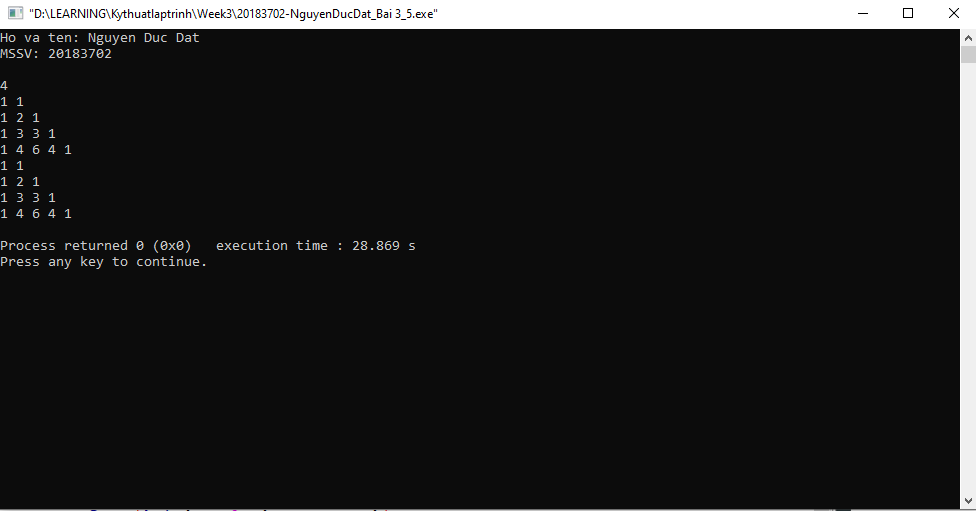 "D:\LEARNING\Kythuatlaptrinh\Week3\20183702-NguyenDucDat_Bai 3_5.exe"
Ho va ten: Nguyen Duc Dat
MSSV: 20183702
4
1 1
1 2 1
1 3 3 1
1 4 6 4 1
1 1
1 2 1
1 3 3 1
1 4 6 4 1
Process returned 0 (0x0)   execution time : 28.869 s
Press any key to continue.